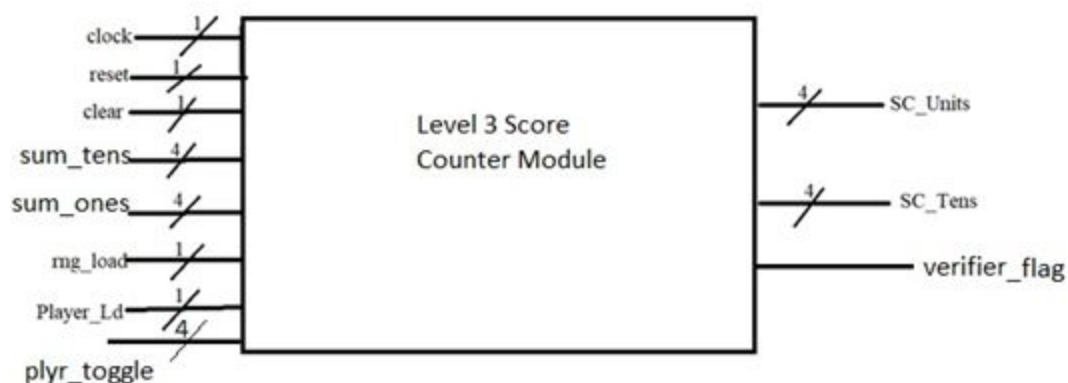 clock 1
reset 1
clear 1
sum_tens 4
sum_ones 4
rng_load 1
Player_Ld 1
4
plyr_toggle
Level 3 Score
Counter Module
4 SC_Units
4 SC_Tens
verifier_flag